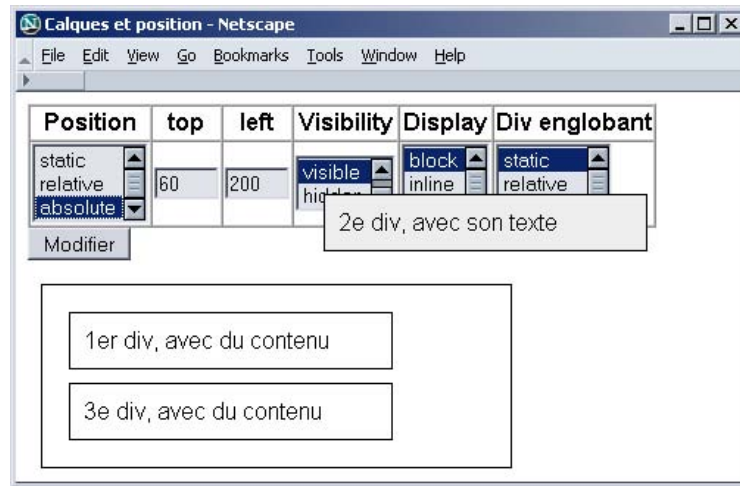 Calques et position - Netscape
File Edit View Go Bookmarks Tools Window Help
Position top left Visibility Display Div englobant
static
relative
absolute
60
200
visible
block
inline
static
relative
2e div, avec son texte
Modifier
1er div, avec du contenu
3e div, avec du contenu